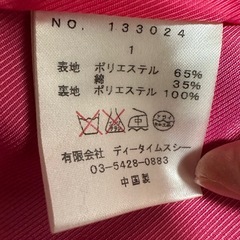 NO. 133024
1
表地 ポリエステル 65%
綿 35%
裏地 ポリエステル 100%
有限会社 ディータイムスシー
03-5428-0883
中国製